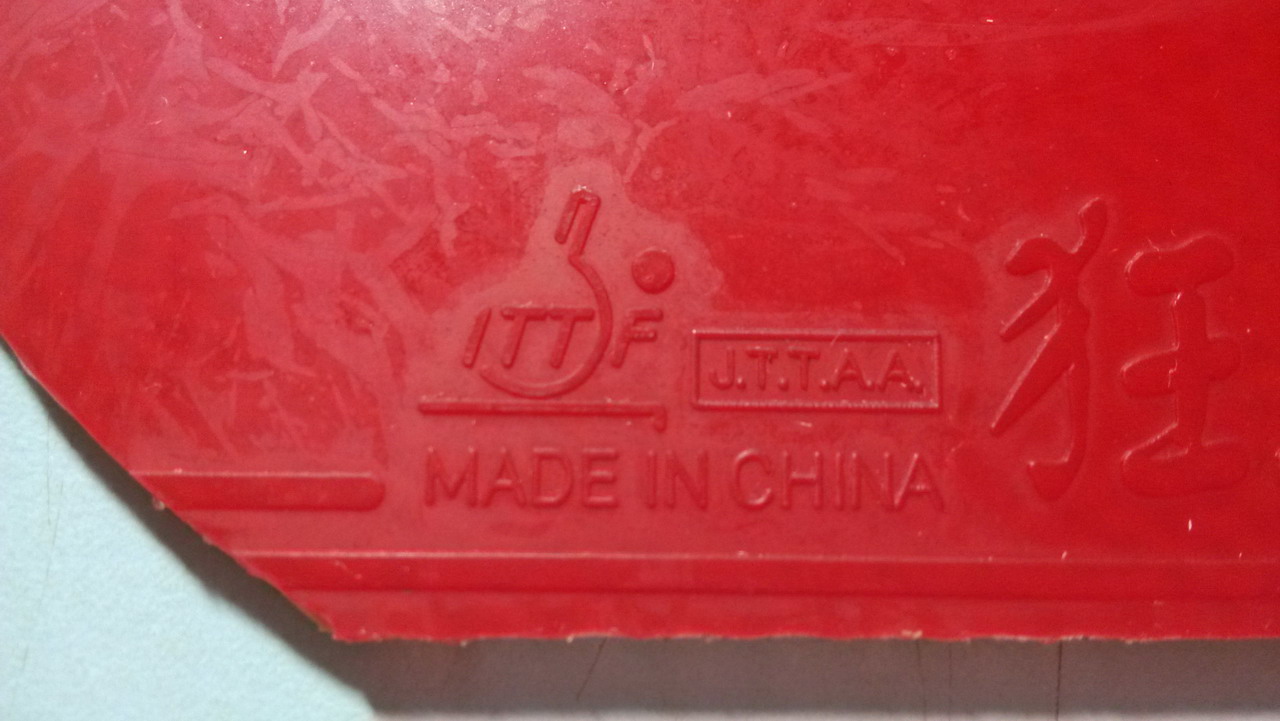 ITTF
J.T.T.A.A.
狂
MADE IN CHINA